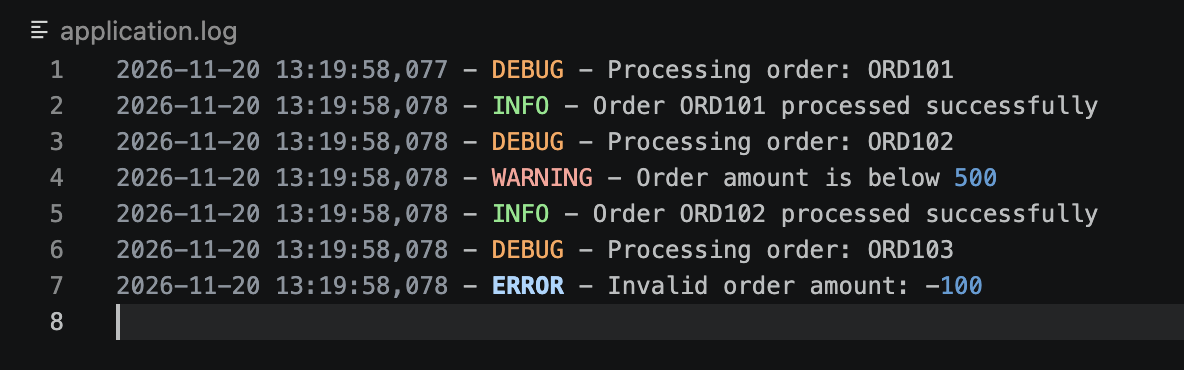 application.log
1 2026-11-20 13:19:58,077 - DEBUG - Processing order: ORD101
2 2026-11-20 13:19:58,078 - INFO - Order ORD101 processed successfully
3 2026-11-20 13:19:58,078 - DEBUG - Processing order: ORD102
4 2026-11-20 13:19:58,078 - WARNING - Order amount is below 500
5 2026-11-20 13:19:58,078 - INFO - Order ORD102 processed successfully
6 2026-11-20 13:19:58,078 - DEBUG - Processing order: ORD103
7 2026-11-20 13:19:58,078 - ERROR - Invalid order amount: -100
8